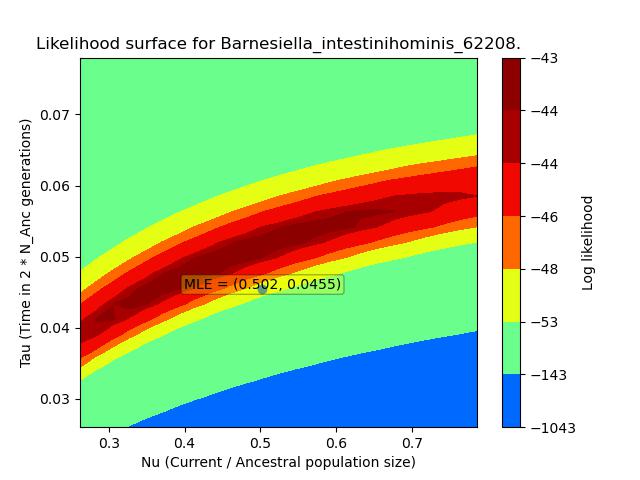 Likelihood surface for Barnesiella_intestinihominis_62208.
Tau (Time in 2 * N_Anc generations)
0.07
0.06
0.05
0.04
0.03
MLE = (0.502, 0.0455)
0.3 0.4 0.5 0.6 0.7
Nu (Current / Ancestral population size)
−43
−44
−44
−46
−48
−53
−143
−1043
Log likelihood